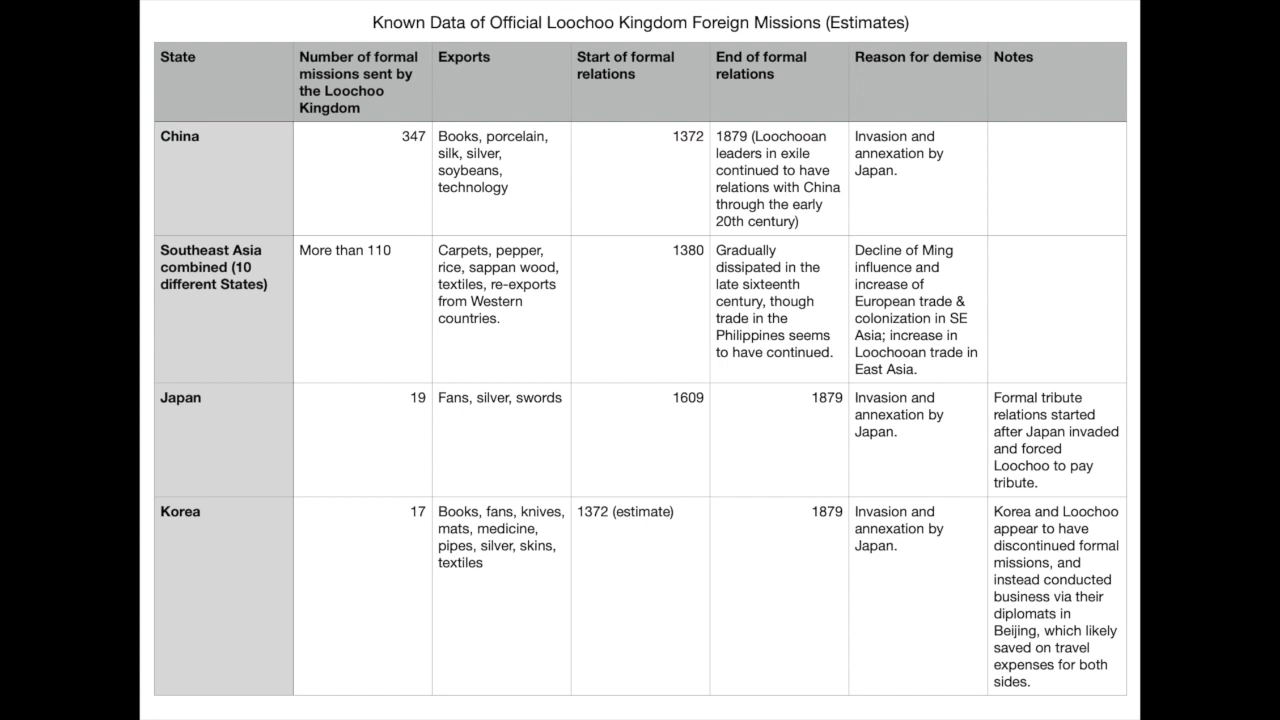 Known Data of Official Loochoo Kingdom Foreign Missions (Estimates)
State
Number of formal
missions sent by
the Loochoo
Kingdom
Exports
Start of formal
relations
End of formal
relations
Reason for demise
Notes
China
347
Books, porcelain,
silk, silver,
soybeans,
technology
1372
1879 (Loochooan
leaders in exile
continued to have
relations with China
through the early
20th century)
Invasion and
annexation by
Japan.
Southeast Asia
combined (10
different States)
More than 110
Carpets, pepper,
rice, sappan wood,
textiles, re-exports
from Western
countries.
1380
Gradually
dissipated in the
late sixteenth
century, though
trade in the
Philippines seems
to have continued.
Decline of Ming
influence and
increase of
European trade &
colonization in SE
Asia; increase in
Loochooan trade in
East Asia.
Japan
19
Fans, silver, swords
1609
1879
Invasion and
annexation by
Japan.
Formal tribute
relations started
after Japan invaded
and forced
Loochoo to pay
tribute.
Korea
17
Books, fans, knives,
mats, medicine,
pipes, silver, skins,
textiles
1372 (estimate)
1879
Invasion and
annexation by
Japan.
Korea and Loochoo
appear to have
discontinued formal
missions, and
instead conducted
business via their
diplomats in
Beijing, which likely
saved on travel
expenses for both
sides.